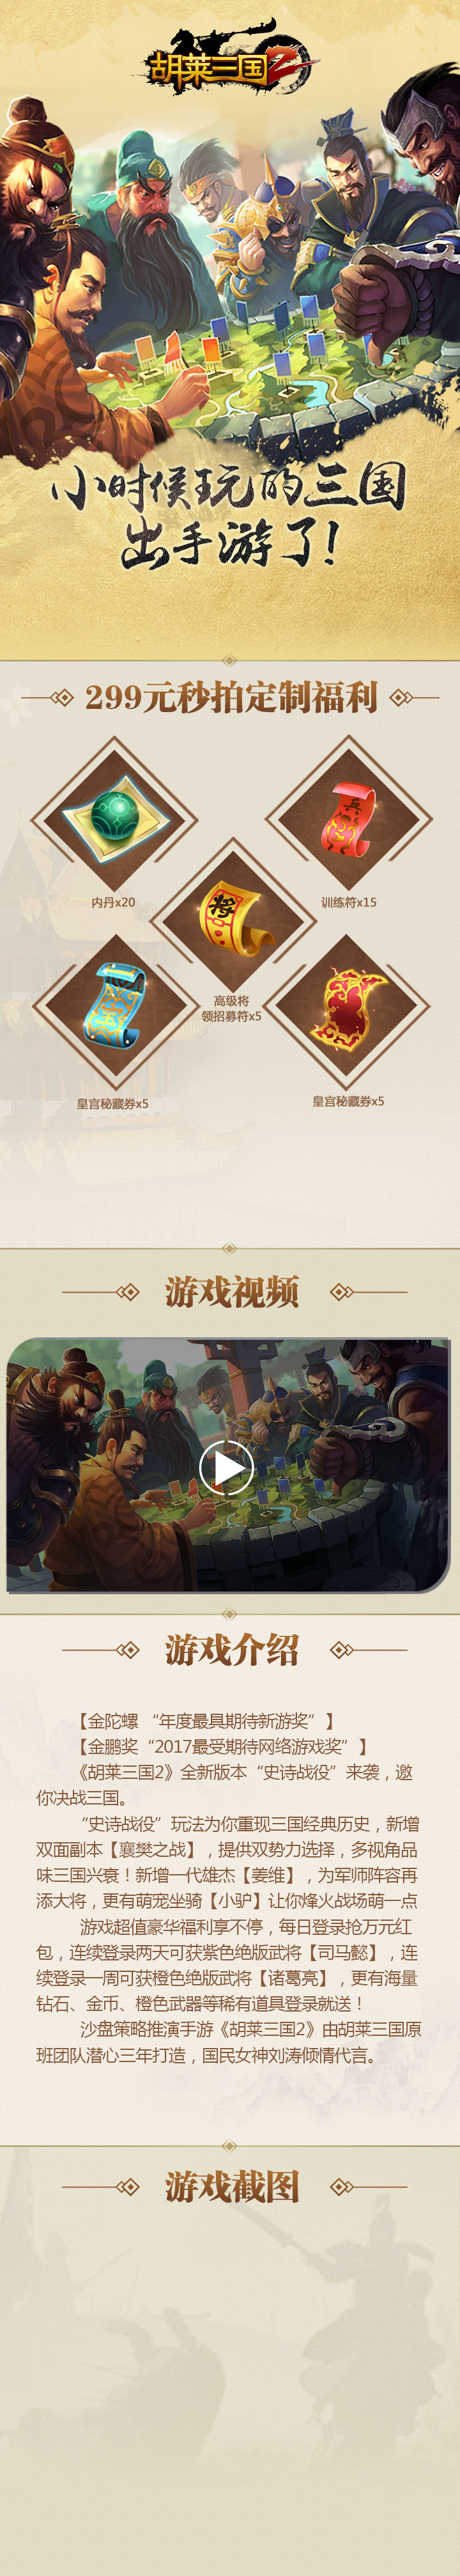 胡莱三国2
小时候玩的三国
出手游了!
299元秒拍定制福利
内丹x20
训练符x15
兵
将
高级将
领招募符x5
皇宫秘藏券x5
皇宫秘藏券x5
游戏视频
游戏介绍
【金陀螺 “年度最具期待新游奖” 】
【金鹏奖“2017最受期待网络游戏奖” 】
《胡莱三国2》全新版本“史诗战役”来袭，邀
你决战三国。
“史诗战役”玩法为你重现三国经典历史，新增
双面副本【襄樊之战】，提供双势力选择，多视角品
味三国兴衰！新增一代雄杰【姜维】，为军师阵容再
添大将，更有萌宠坐骑【小驴】让你烽火战场萌一点
游戏超值豪华福利享不停，每日登录抢万元红
包，连续登录两天可获紫色绝版武将【司马懿】，连
续登录一周可获橙色绝版武将【诸葛亮】，更有海量
钻石、金币、橙色武器等稀有道具登录就送！
沙盘策略推演手游《胡莱三国2》由胡莱三国原
班团队潜心三年打造，国民女神刘涛倾情代言。
游戏截图